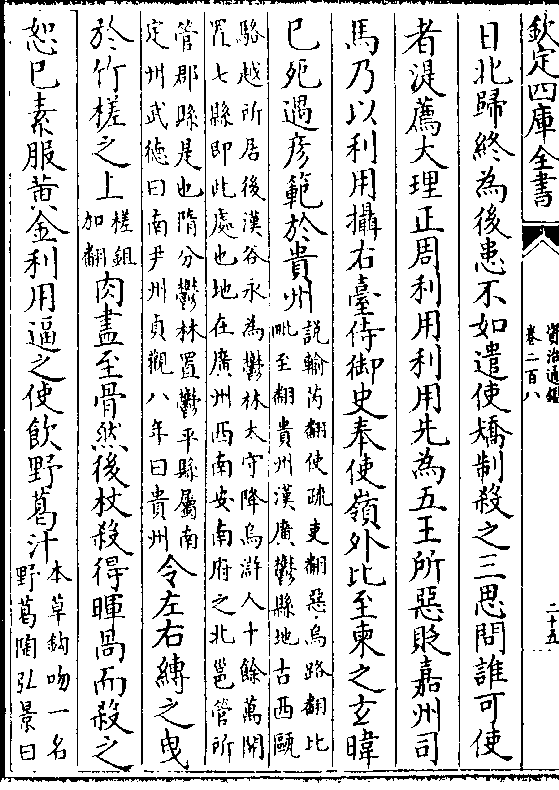 欽定四庫全書
資治通鑑
卷二百八
二十五
日北歸終為後患不如遣使矯制殺之三思問誰可使
者湜薦大理正周利用利用先為五王所惡貶嘉州司
馬乃以利用攝右臺侍御史奉使嶺外比至柬之玄暐
已死遇彥範於貴州
說輸芮翻使疏吏翻惡烏路翻比
毗至翻貴州漢廣鬱縣地古西甌
駱越所居後漢谷永為鬱林太守降烏滸人十餘萬開
置七縣即此處也地在廣州西南安南府之北邕管所
管郡縣是也隋分鬱林置鬱平縣屬南
定州武德曰南尹州貞觀八年曰貴州
令左右縛之曳
於竹槎之上
槎鉏
加翻
肉盡至骨然後杖殺得暉咼而殺之
恕已素服黄金利用逼之使飲野葛汁
本草鉤吻一名
野葛陶弘景曰